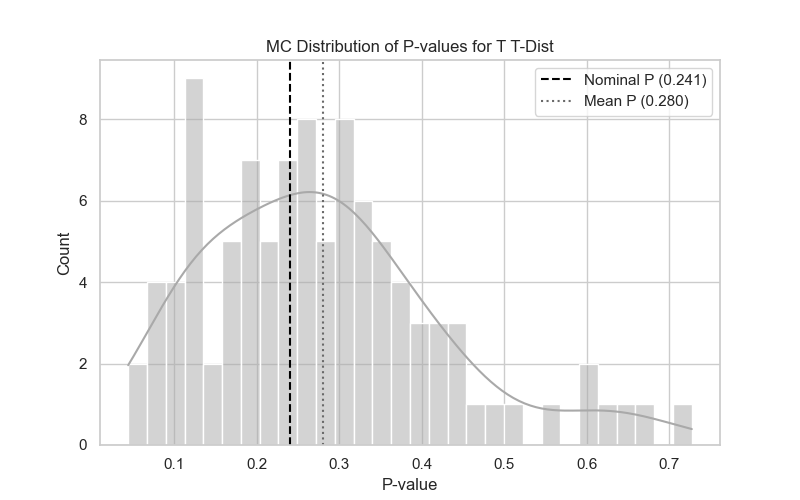 MC Distribution of P-values for T T-Dist
Nominal P (0.241)
Mean P (0.280)
Count
8
6
4
2
0
0.1 0.2 0.3 0.4 0.5 0.6 0.7
P-value